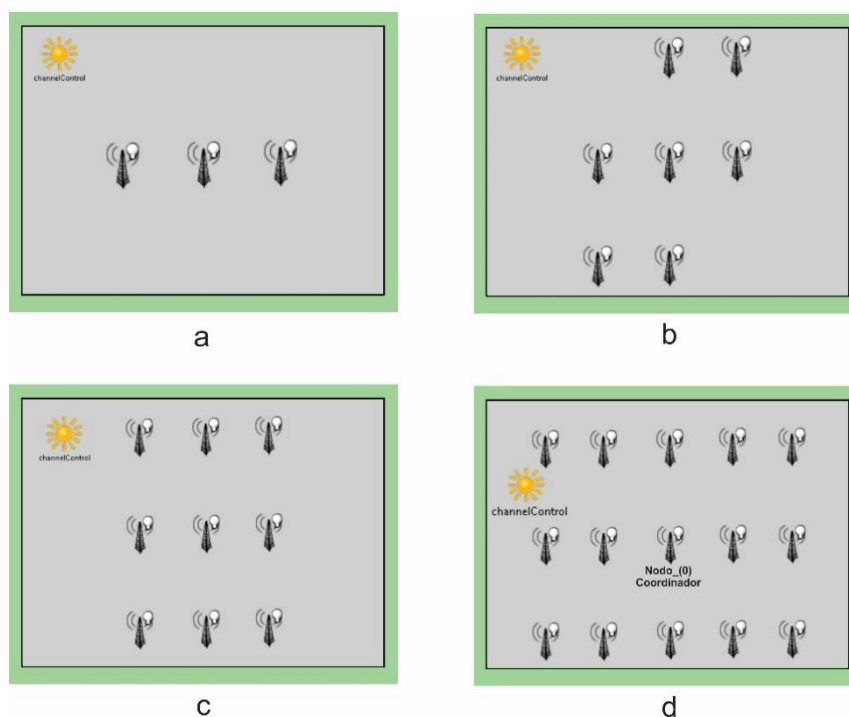 channelControl
channelControl
a
b
channelControl
channelControl
Nodo_(0)
Coordinador
c
d